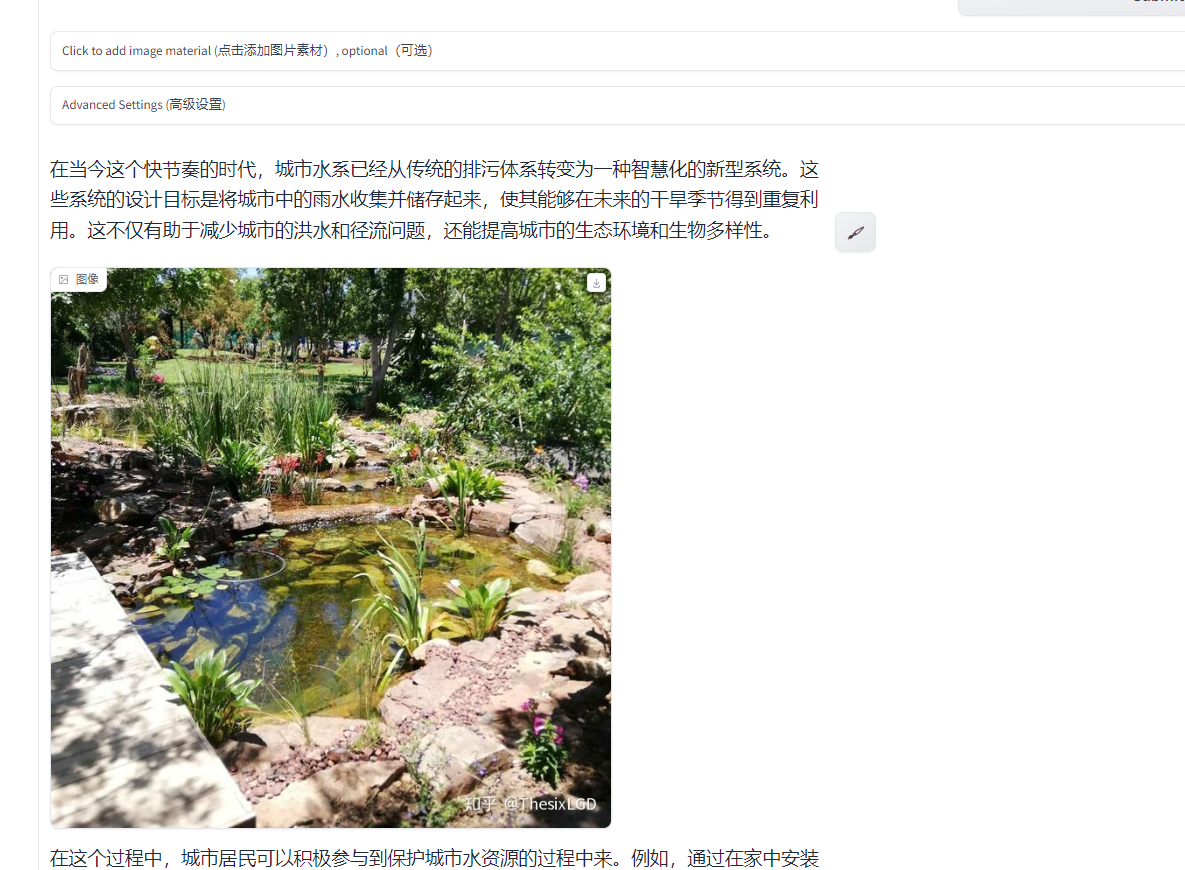 Click to add image material (点击添加图片素材）, optional（可选）
Advanced Settings (高级设置)
在当今这个快节奏的时代，城市水系已经从传统的排污体系转变为一种智慧化的新型系统。这
些系统的设计目标是将城市中的雨水收集并储存起来，使其能够在未来的干旱季节得到重复利
用。这不仅有助于减少城市的洪水和径流问题，还能提高城市的生态环境和生物多样性。
图像
知乎 @ThesixLGD
在这个过程中，城市居民可以积极参与到保护城市水资源的过程中来。例如，通过在家中安装